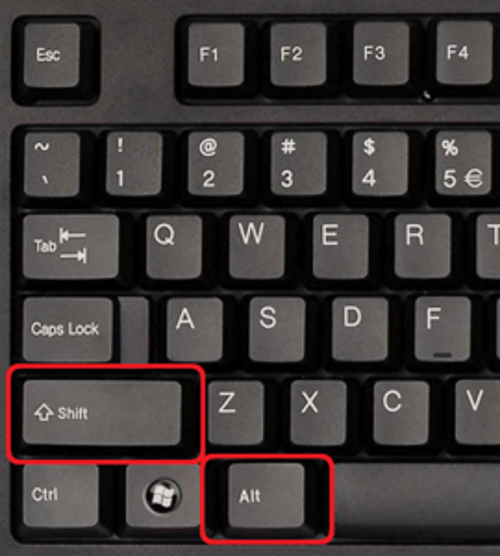 Esc F1 F2 F3 F4
~ ! @ # $ %
` 1 2 3 4 5 €
Tab Q W E R T
Caps Lock A S D F
Shift Z X C V
Ctrl Alt